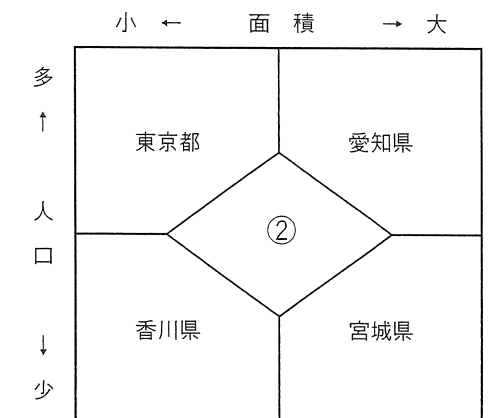 小 ← 面積 → 大
多
↑
人
口
↓
少
東京都
愛知県
②
香川県
宮城県